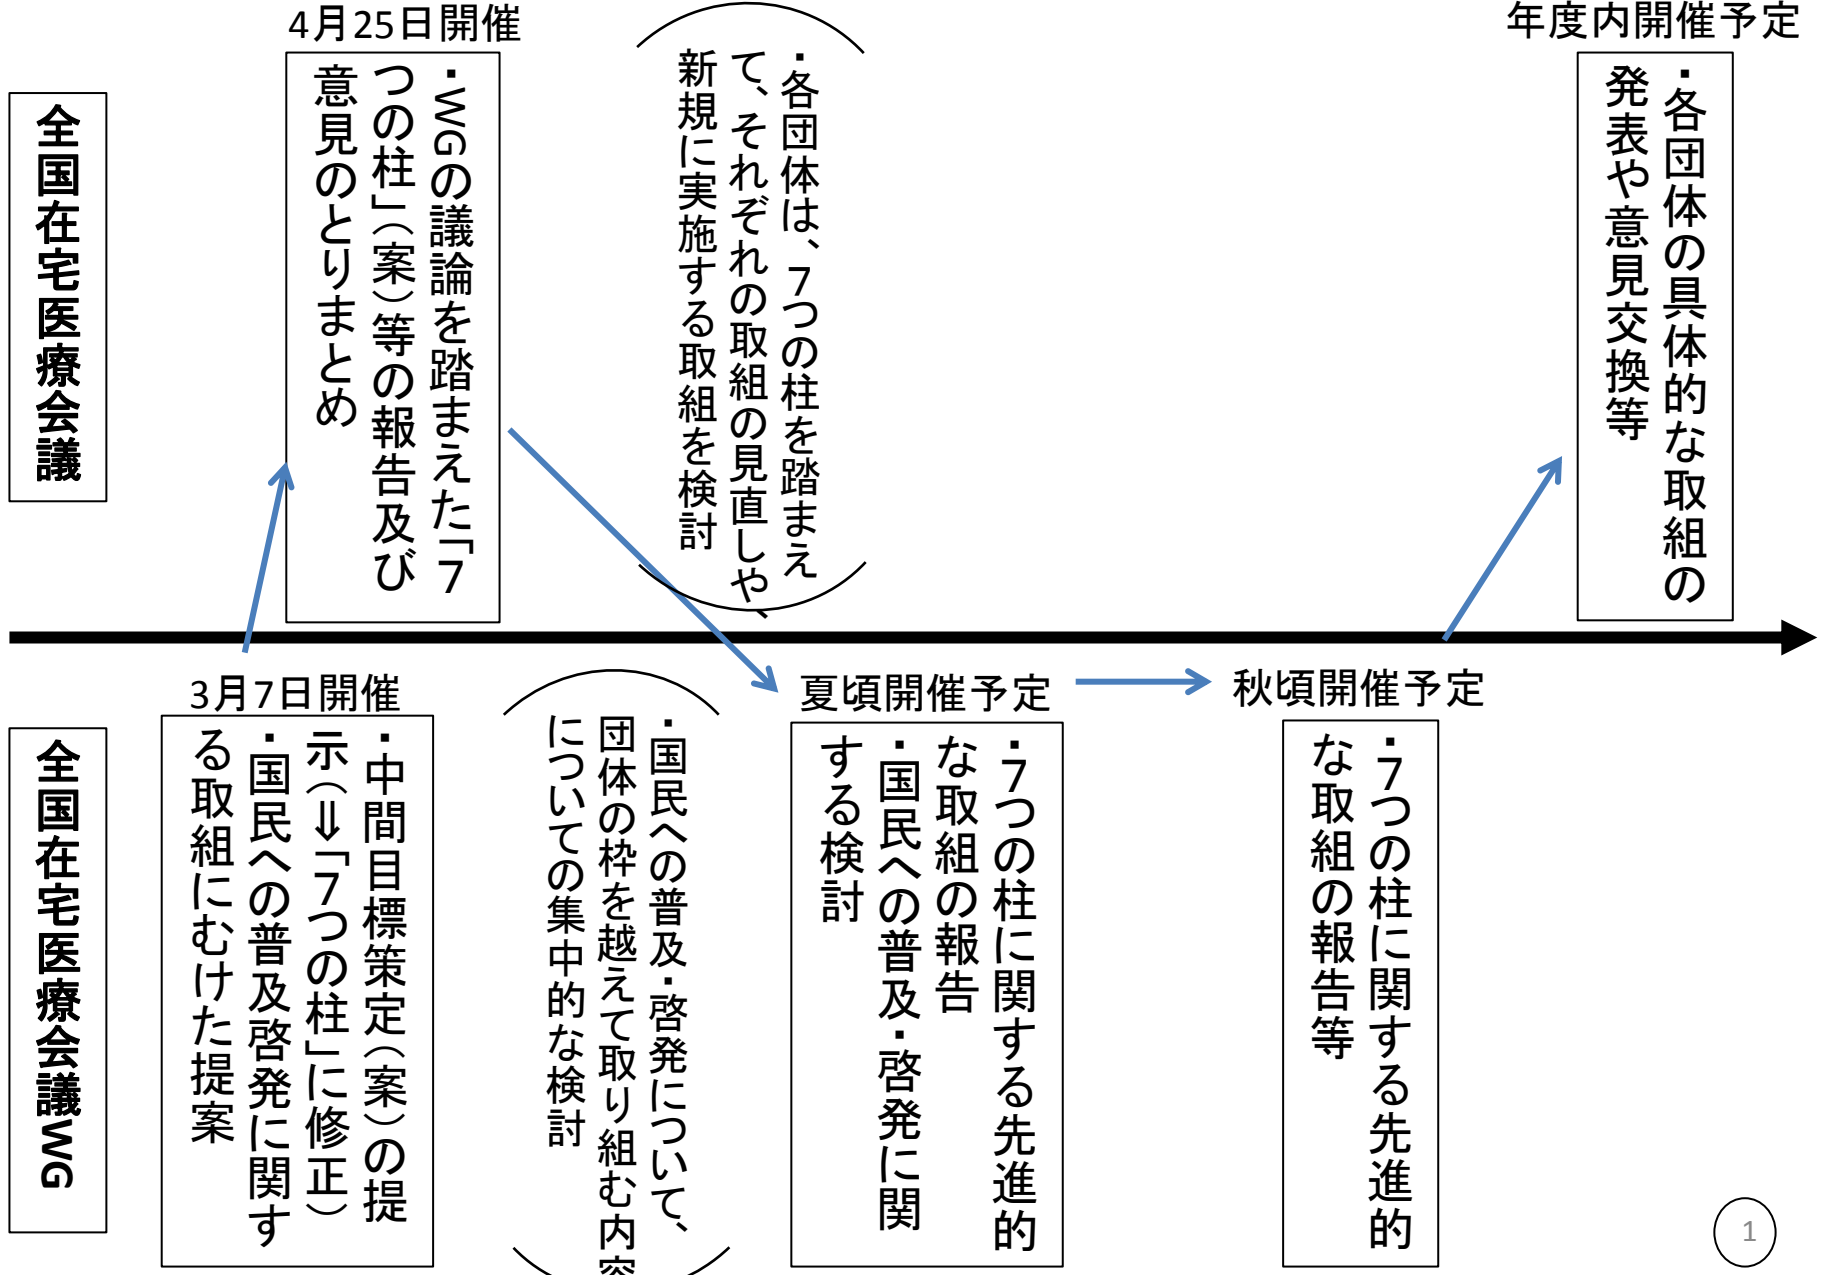 全国在宅医療会議
4月25日開催
・WGの議論を踏まえた「7
つの柱」（案）等の報告及び
意見のとりまとめ
・各団体は、7つの柱を踏まえ
て、それぞれの取組の見直しや、
新規に実施する取組を検討
年度内開催予定
・各団体の具体的な取組の
発表や意見交換等
全国在宅医療会議WG
3月7日開催
・中間目標策定（案）の提
示（⇒「7つの柱」に修正）
・国民への普及啓発に関す
る取組にむけた提案
・国民への普及・啓発について、
団体の枠を越えて取り組む内容
についての集中的な検討
夏頃開催予定
・7つの柱に関する先進的
な取組の報告
・国民への普及・啓発に関
する検討
秋頃開催予定
・7つの柱に関する先進的
な取組の報告等
1